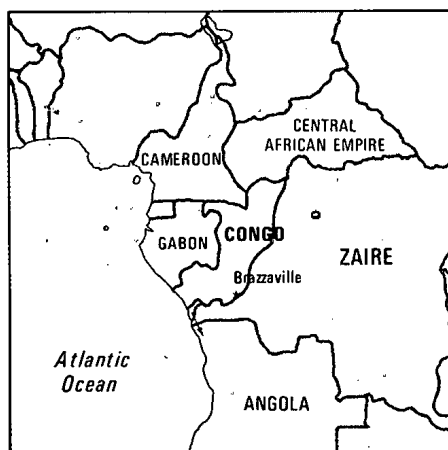 CENTRAL
AFRICAN EMPIRE
CAMEROON
GABON
CONGO
ZAIRE
Brazzaville
Atlantic
Ocean
ANGOLA